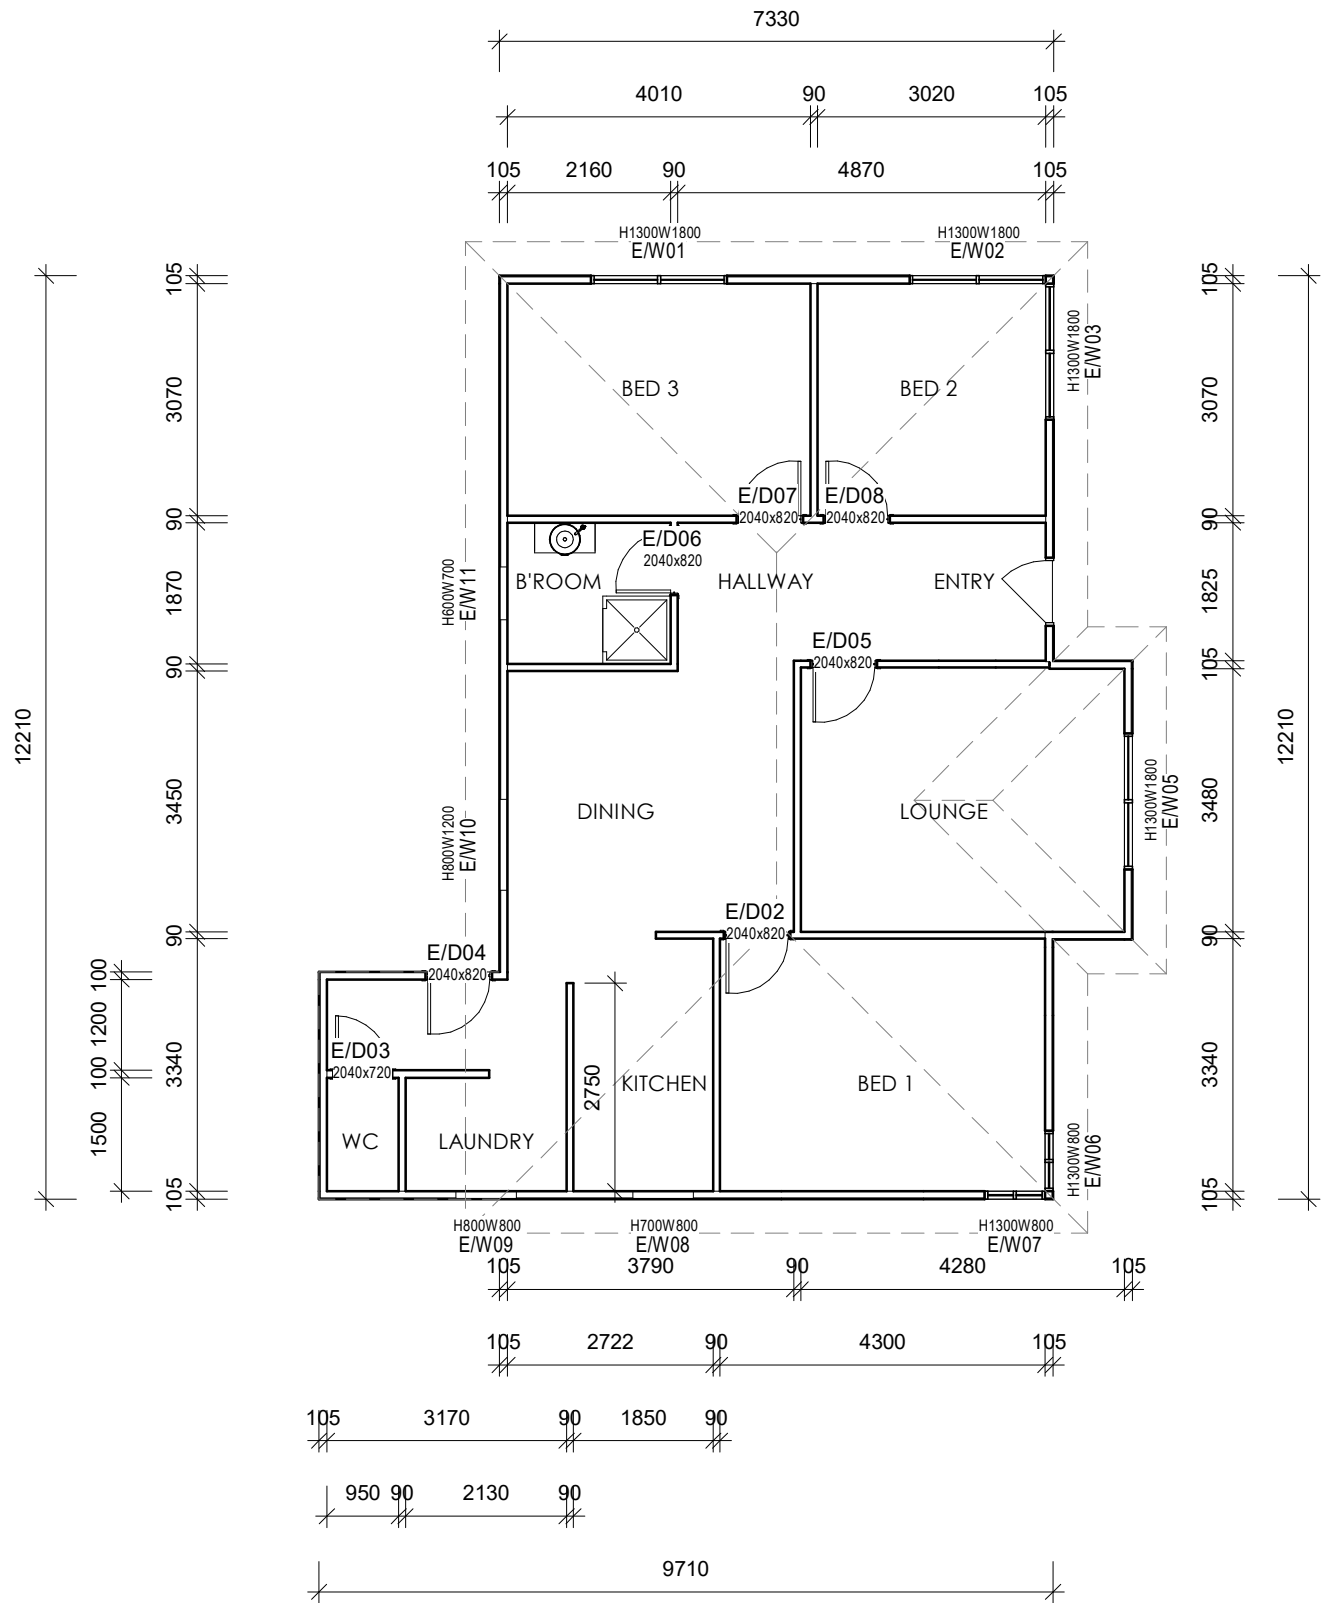 7330
4010 90 3020 105
105 2160 90 4870 105
H1300W1800
E/W01
H1300W1800
E/W02
H1300W1800
E/W03
105
3070
90
1870
90
3450
90
3340
105
12210
100
1200
100
1500
105
3070
90
1825
105
3480
90
3340
105
12210
BED 3
BED 2
E/D07
2040x820
E/D08
2040x820
E/D06
2040x820
B'ROOM
HALLWAY
ENTRY
H600W700
E/W11
E/D05
2040x820
DINING
LOUNGE
H1300W1800
E/W05
H800W1200
E/W10
E/D02
2040x820
E/D04
2040x820
E/D03
2040x720
2750
KITCHEN
BED 1
WC
LAUNDRY
H1300W800
E/W06
H800W800
E/W09
H700W800
E/W08
H1300W800
E/W07
105 3790 90 4280 105
105 2722 90 4300 105
105 3170 90 1850 90
950 90 2130 90
9710